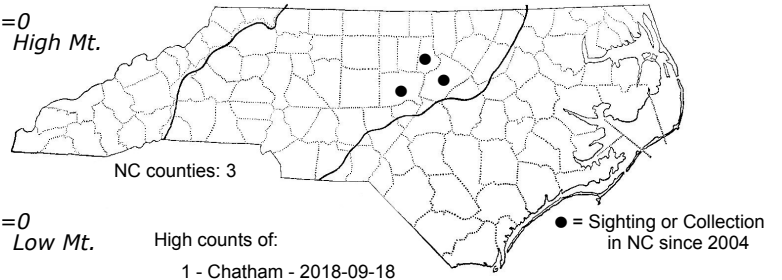 =0
High Mt.
NC counties: 3
=0
Low Mt.
High counts of:
1 - Chatham - 2018-09-18
● = Sighting or Collection
in NC since 2004